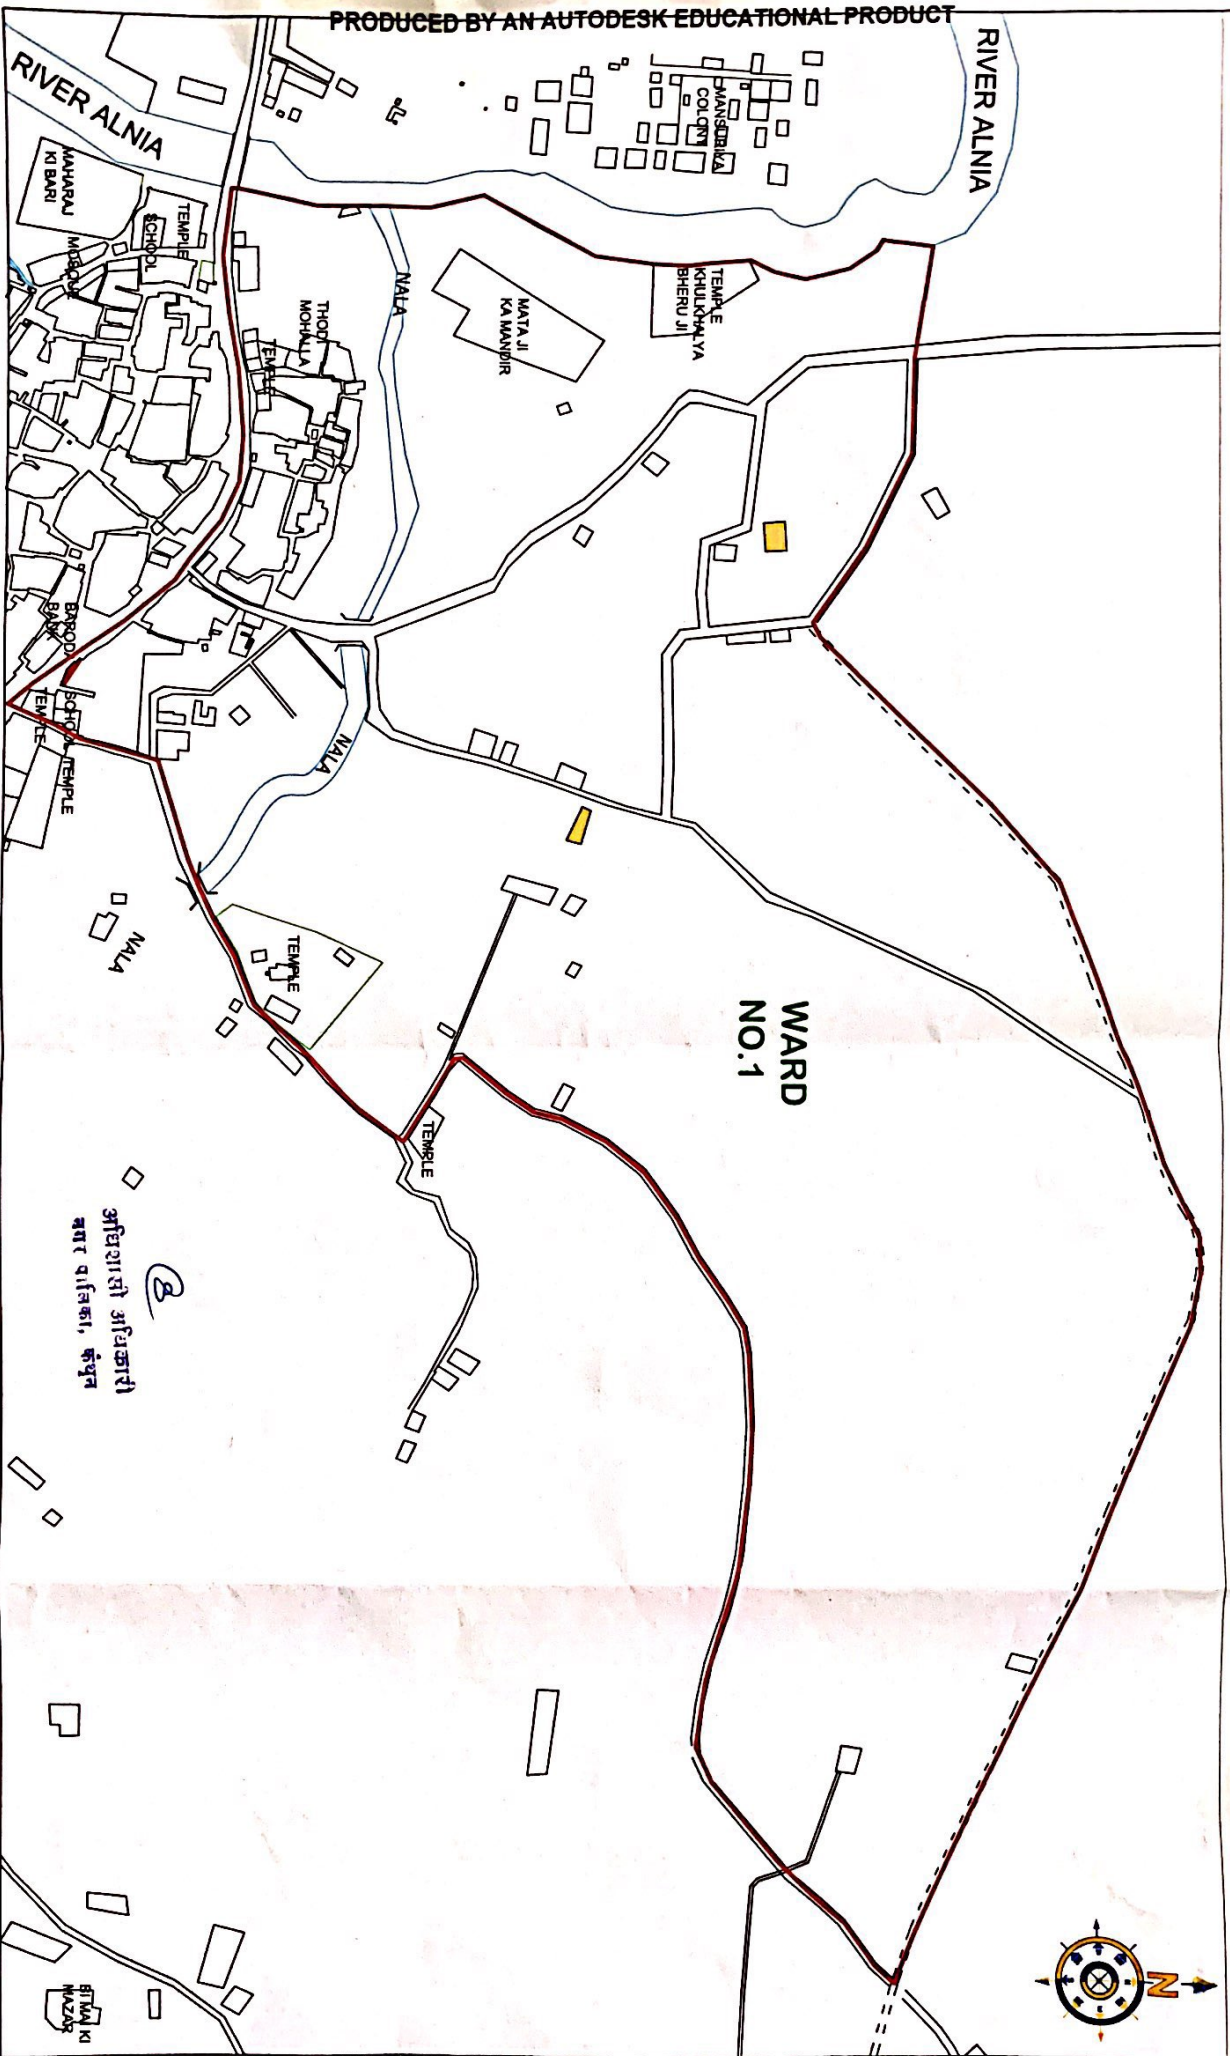 PRODUCED BY AN AUTODESK EDUCATIONAL PRODUCT
RIVER ALNIA
RIVER ALNIA
MANSURIYA
COLONY
MAHARAJ
KI BARI
TEMPLE
SCHOOL
MOSQUE
NALA
TEMPLE
KHULKHALYA
BHERU JI
MATA JI
KA MANDIR
THODI
MOHALLA
TEMPLE
BARODA
BANK
SCHOOL
TEMPLE
TEMPLE
NALA
NALA
TEMPLE
WARD
NO.1
TEMPLE
अधिशाषी अधिकारी
नगर पालिका, कैथून
N
MAZAR